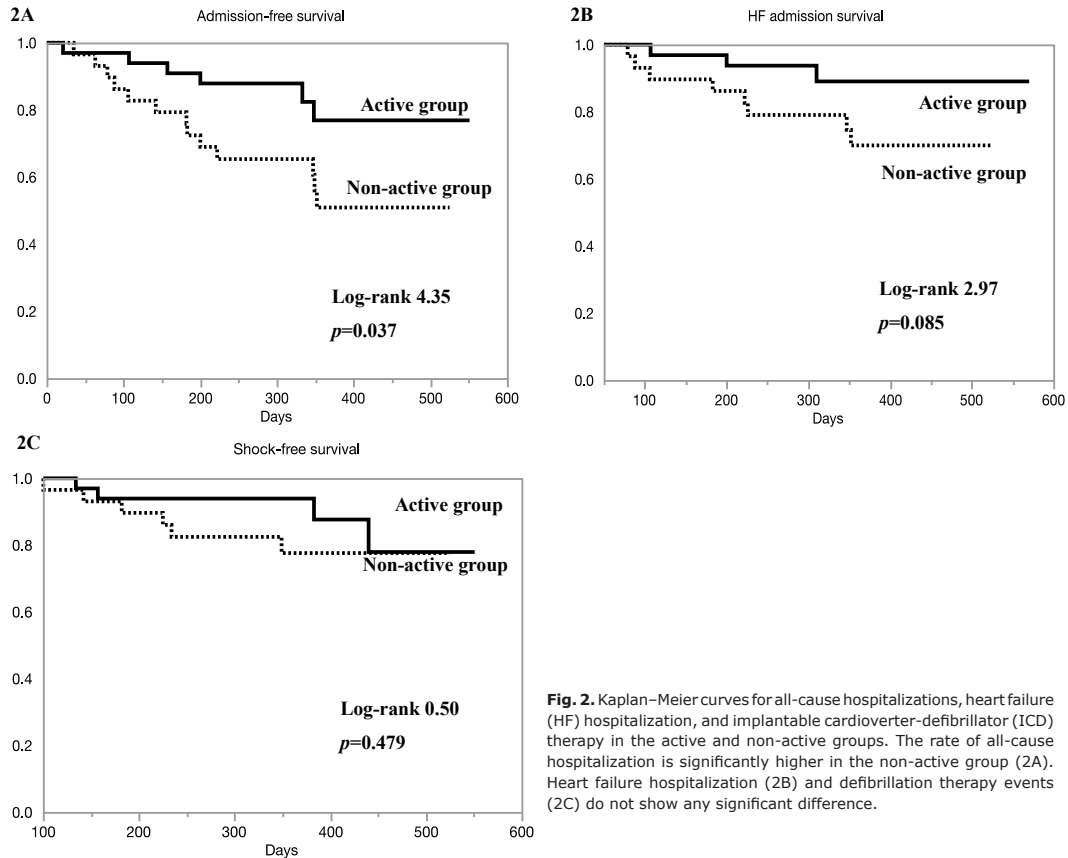 2A
Admission-free survival
1.0
0.8
0.6
0.4
0.2
0.0
Active group
Non-active group
Log-rank 4.35
p=0.037
0 100 200 300 400 500 600
Days
2B
HF admission survival
1.0
0.8
0.6
0.4
0.2
0.0
Active group
Non-active group
Log-rank 2.97
p=0.085
100 200 300 400 500 600
Days
2C
Shock-free survival
1.0
0.8
0.6
0.4
0.2
0.0
Active group
Non-active group
Log-rank 0.50
p=0.479
100 200 300 400 500 600
Days
Fig. 2. Kaplan–Meier curves for all-cause hospitalizations, heart failure
(HF) hospitalization, and implantable cardioverter-defibrillator (ICD)
therapy in the active and non-active groups. The rate of all-cause
hospitalization is significantly higher in the non-active group (2A).
Heart failure hospitalization (2B) and defibrillation therapy events
(2C) do not show any significant difference.